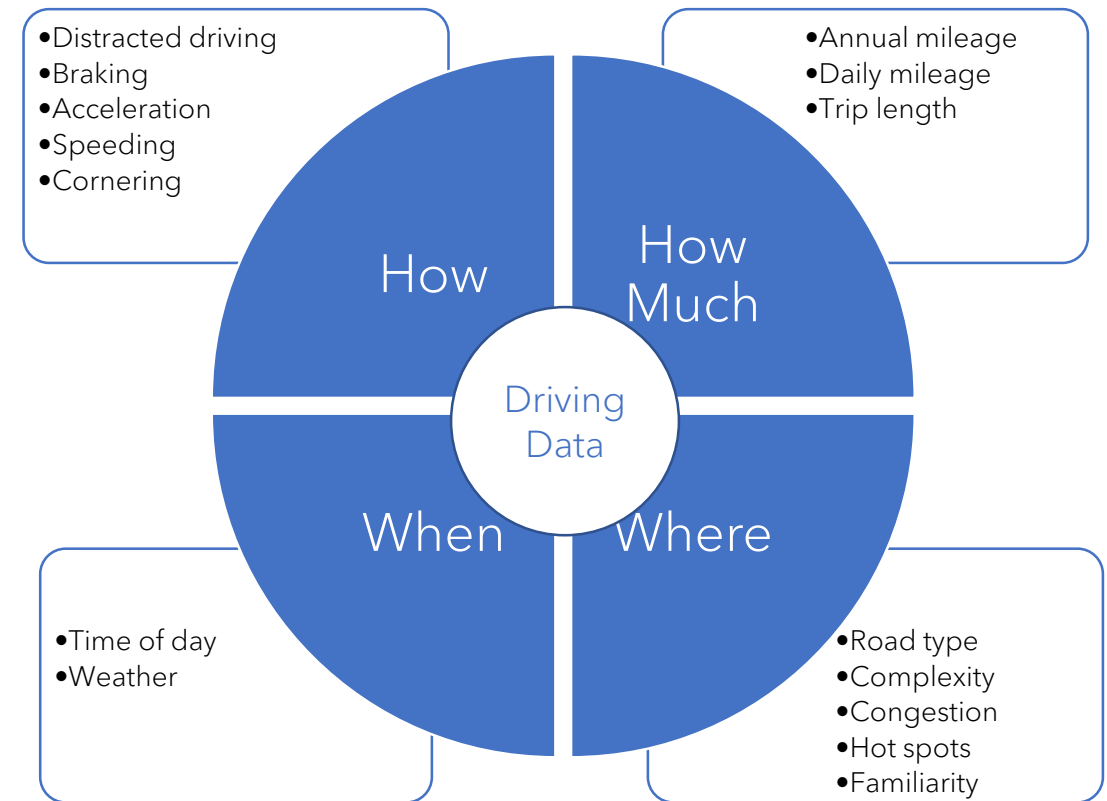 •Distracted driving
•Braking
•Acceleration
•Speeding
•Cornering
•Annual mileage
•Daily mileage
•Trip length
How
How
Much
Driving
Data
When
Where
•Time of day
•Weather
•Road type
•Complexity
•Congestion
•Hot spots
•Familiarity